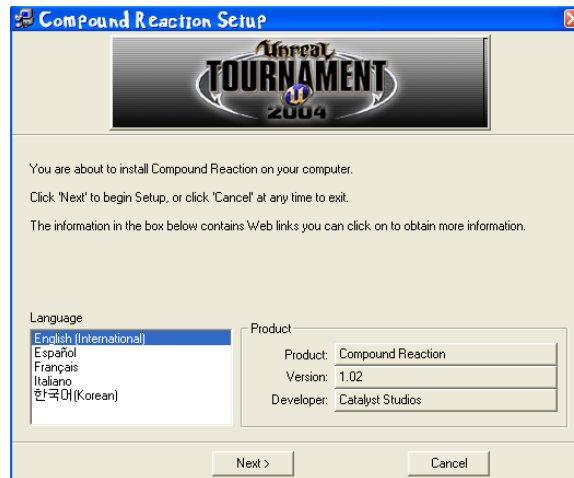 Compound Reaction Setup
Unreal
TOURNAMENT
2004
You are about to install Compound Reaction on your computer.
Click 'Next' to begin Setup, or click 'Cancel' at any time to exit.
The information in the box below contains Web links you can click on to obtain more information.
Language
English (International)
Español
Français
Italiano
한국어(Korean)
Product
Product: Compound Reaction
Version: 1.02
Developer: Catalyst Studios
Next >
Cancel